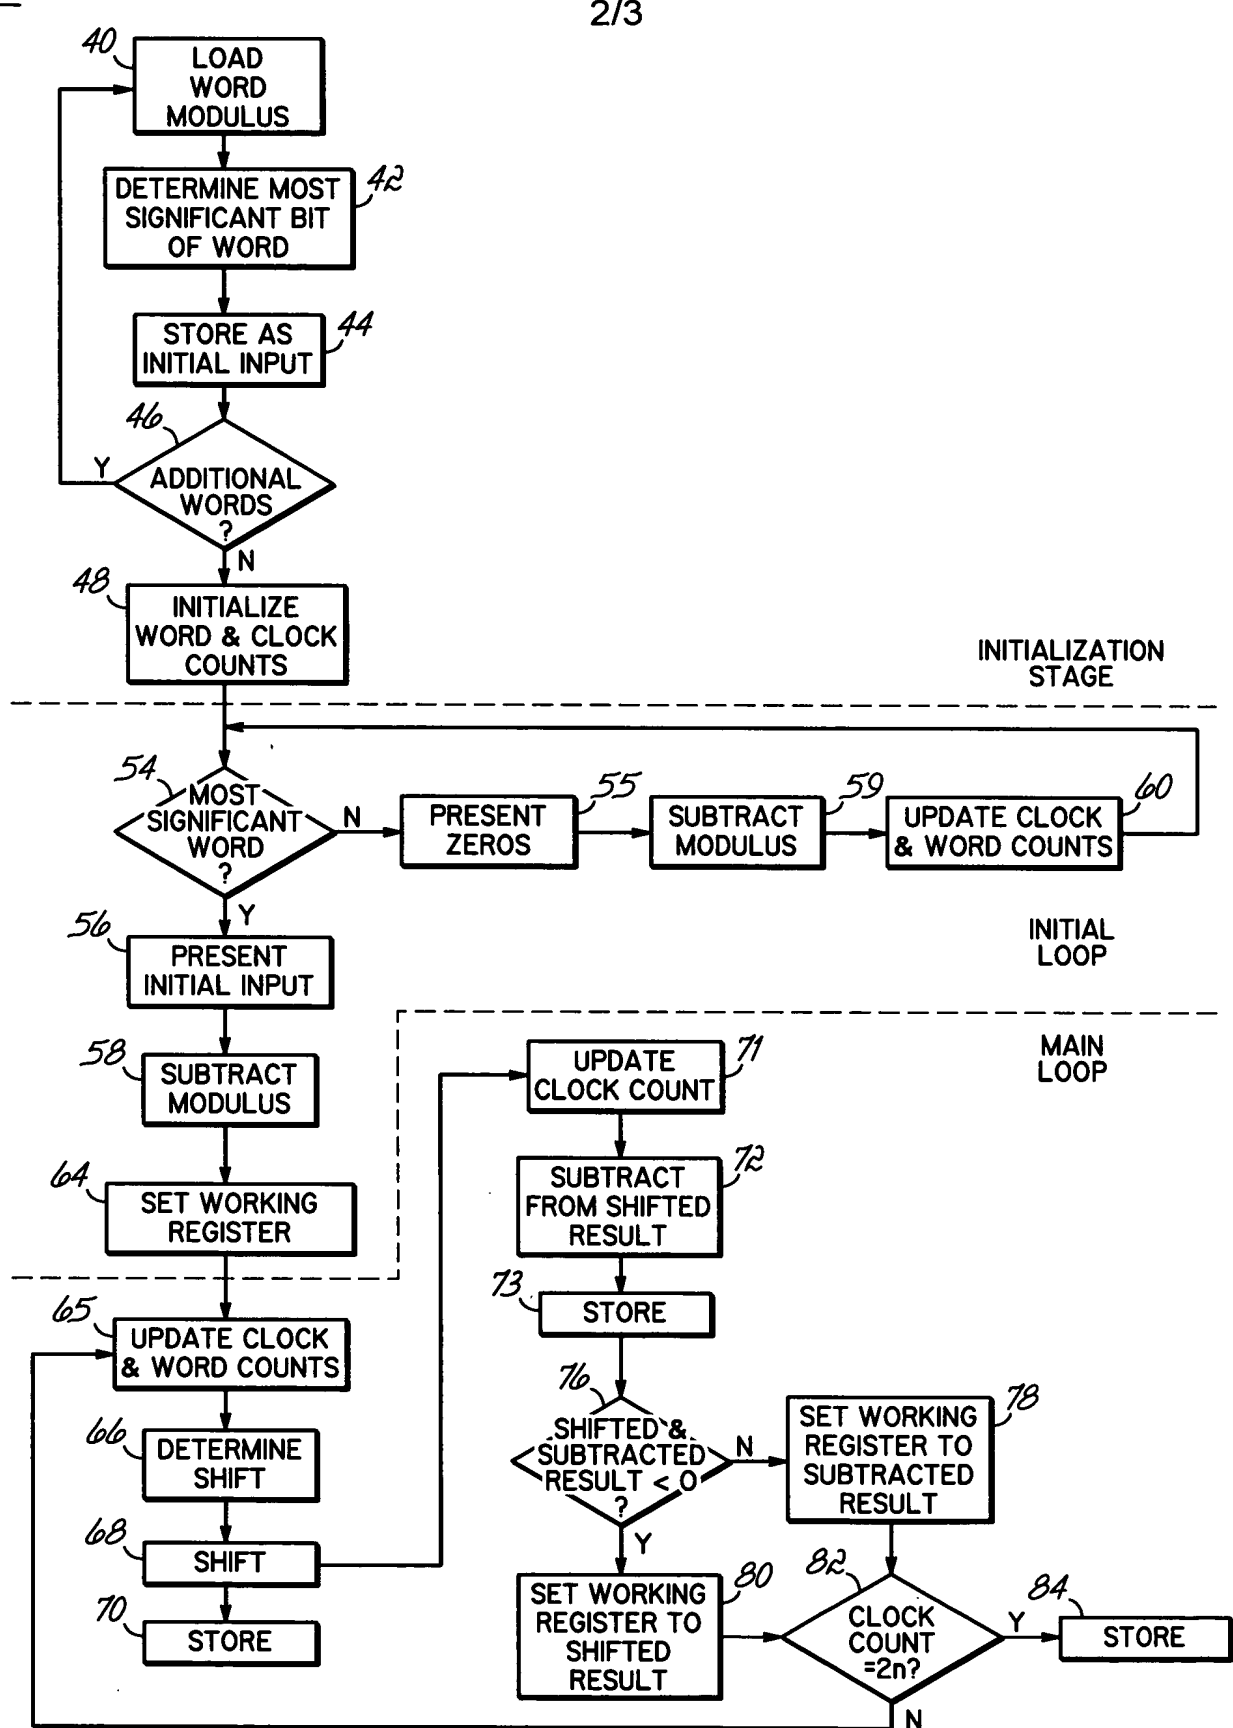 2/3
40
LOAD
WORD
MODULUS
42
DETERMINE MOST
SIGNIFICANT BIT
OF WORD
44
STORE AS
INITIAL INPUT
46
Y
ADDITIONAL
WORDS
?
N
48
INITIALIZE
WORD & CLOCK
COUNTS
INITIALIZATION
STAGE
54
MOST
SIGNIFICANT
WORD
?
N
55
PRESENT
ZEROS
59
SUBTRACT
MODULUS
60
UPDATE CLOCK
& WORD COUNTS
Y
56
PRESENT
INITIAL INPUT
INITIAL
LOOP
58
SUBTRACT
MODULUS
64
SET WORKING
REGISTER
MAIN
LOOP
65
UPDATE CLOCK
& WORD COUNTS
66
DETERMINE
SHIFT
68
SHIFT
70
STORE
71
UPDATE
CLOCK COUNT
72
SUBTRACT
FROM SHIFTED
RESULT
73
STORE
76
SHIFTED &
SUBTRACTED
RESULT < 0
?
N
78
SET WORKING
REGISTER TO
SUBTRACTED
RESULT
Y
80
SET WORKING
REGISTER TO
SHIFTED
RESULT
82
CLOCK
COUNT
=2n?
Y
84
STORE
N